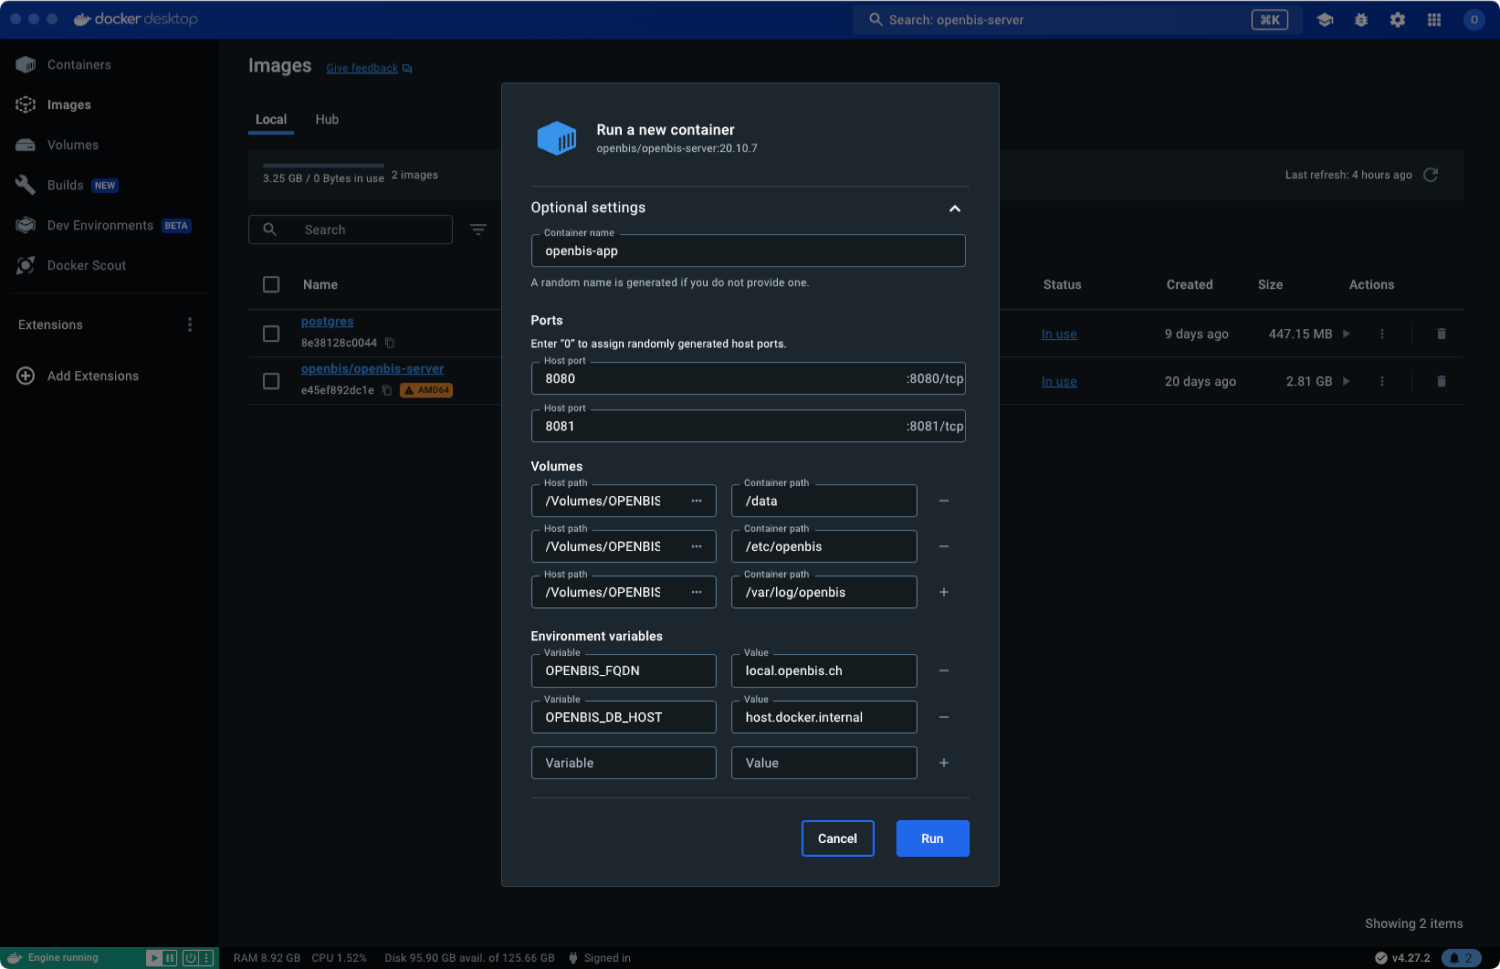 docker desktop
Search: openbis-server
⌘K
O
Containers
Images
Volumes
Builds NEW
Dev Environments BETA
Docker Scout
Extensions
Add Extensions
Images Give feedback
Local Hub
3.25 GB / 0 Bytes in use 2 images
Last refresh: 4 hours ago
Search
Name Status Created Size Actions
postgres
8e38128c0044
In use 9 days ago 447.15 MB
openbis/openbis-server
e45ef892dc1e AMD64
In use 20 days ago 2.81 GB
Showing 2 items
Run a new container
openbis/openbis-server:20.10.7
Optional settings
Container name
openbis-app
A random name is generated if you do not provide one.
Ports
Enter “0” to assign randomly generated host ports.
Host port
8080 :8080/tcp
Host port
8081 :8081/tcp
Volumes
Host path Container path
/Volumes/OPENBIS ··· /data
Host path Container path
/Volumes/OPENBIS ··· /etc/openbis
Host path Container path
/Volumes/OPENBIS ··· /var/log/openbis
Environment variables
Variable Value
OPENBIS_FQDN local.openbis.ch
Variable Value
OPENBIS_DB_HOST host.docker.internal
Variable Value
Cancel Run
Engine running
RAM 8.92 GB CPU 1.52% Disk 95.90 GB avail. of 125.66 GB Signed in
v4.27.2 2